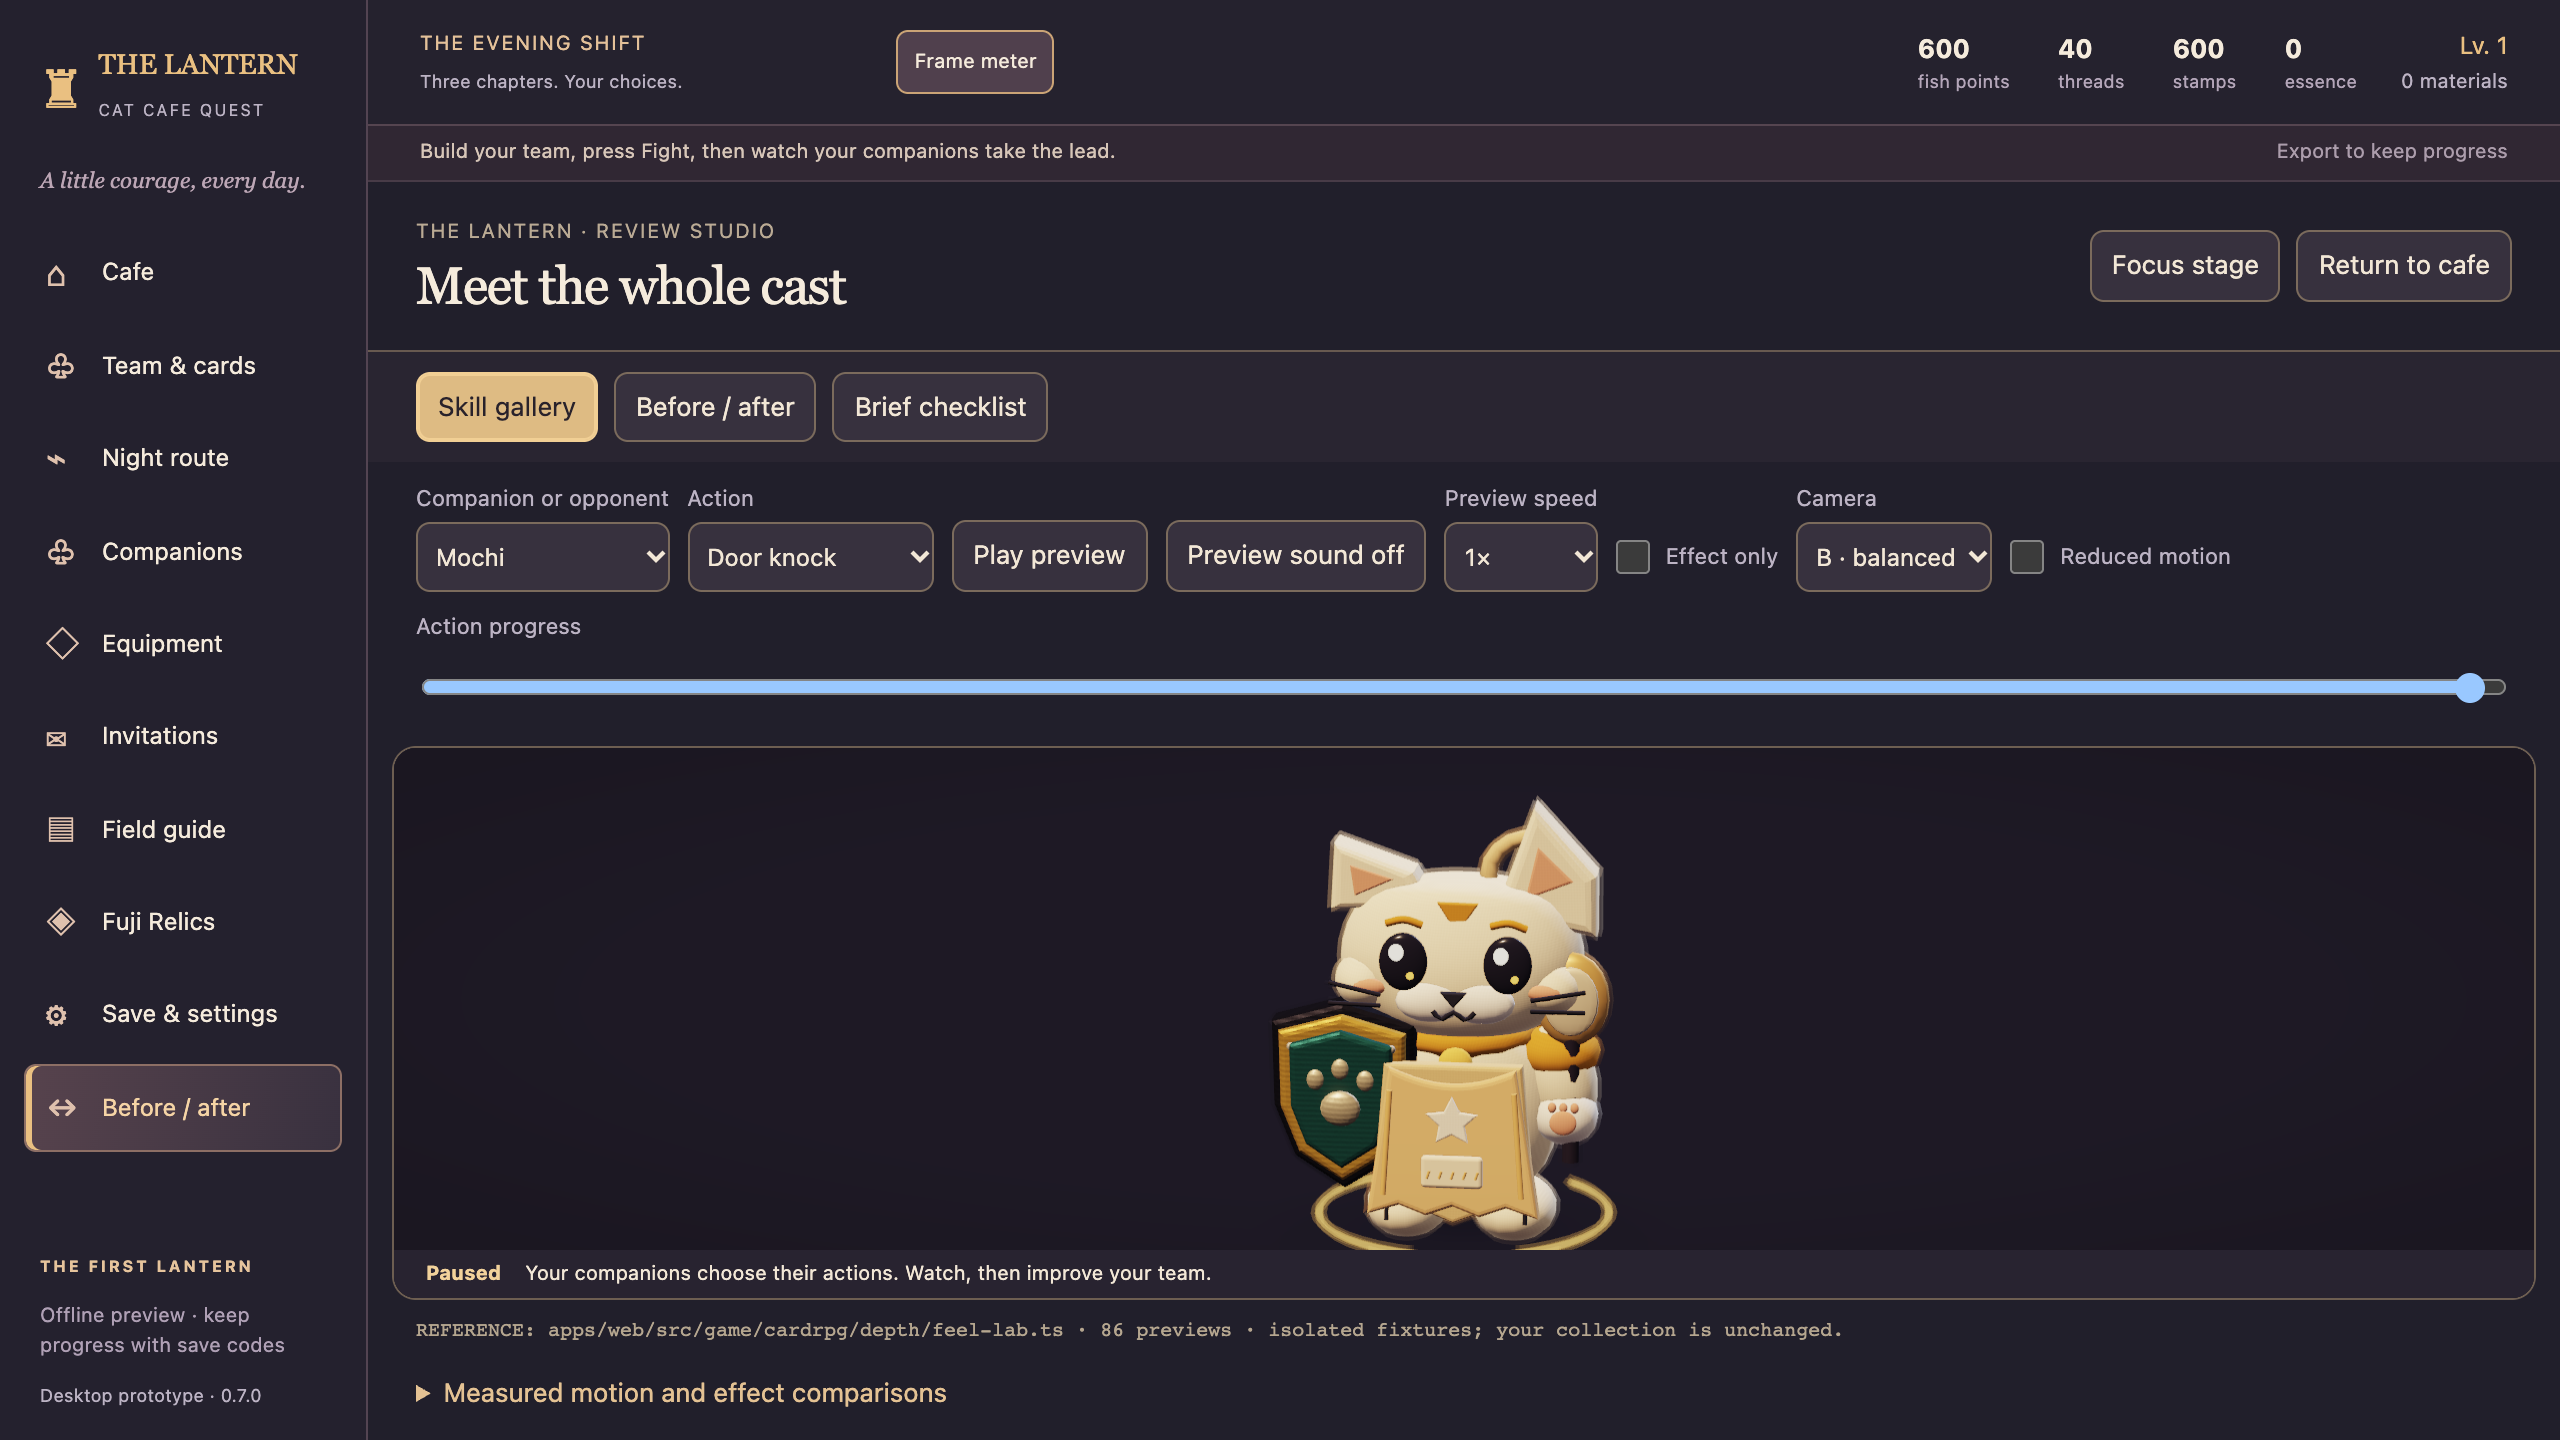 THE LANTERN
CAT CAFE QUEST
A little courage, every day.
Cafe
Team & cards
Night route
Companions
Equipment
Invitations
Field guide
Fuji Relics
Save & settings
Before / after
THE FIRST LANTERN
Offline preview · keep
progress with save codes
Desktop prototype · 0.7.0
THE EVENING SHIFT
Three chapters. Your choices.
Frame meter
600
fish points
40
threads
600
stamps
0
essence
Lv. 1
0 materials
Build your team, press Fight, then watch your companions take the lead.
Export to keep progress
THE LANTERN · REVIEW STUDIO
Meet the whole cast
Focus stage
Return to cafe
Skill gallery
Before / after
Brief checklist
Companion or opponent
Mochi
Action
Door knock
Play preview
Preview sound off
Preview speed
1×
Effect only
Camera
B · balanced
Reduced motion
Action progress
Paused Your companions choose their actions. Watch, then improve your team.
REFERENCE: apps/web/src/game/cardrpg/depth/feel-lab.ts · 86 previews · isolated fixtures; your collection is unchanged.
Measured motion and effect comparisons